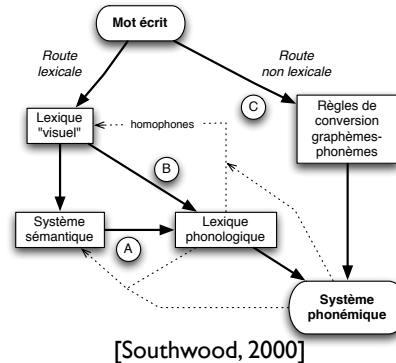 Mot écrit
Route
lexicale
Route
non lexicale
C
Lexique
"visuel"
homophones
Règles de
conversion
graphèmes-
phonèmes
B
Système
sémantique
A
Lexique
phonologique
Système
phonémique
[Southwood, 2000]